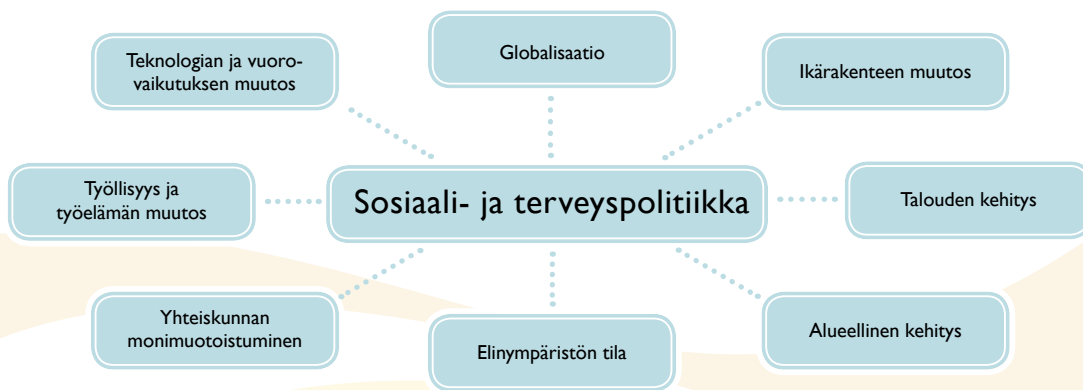 Teknologian ja vuoro-
vaikutuksen muutos
Globalisaatio
Ikärakenteen muutos
Työllisyys ja
työelämän muutos
Sosiaali- ja terveyspolitiikka
Talouden kehitys
Yhteiskunnan
monimuotoistuminen
Elinympäristön tila
Alueellinen kehitys